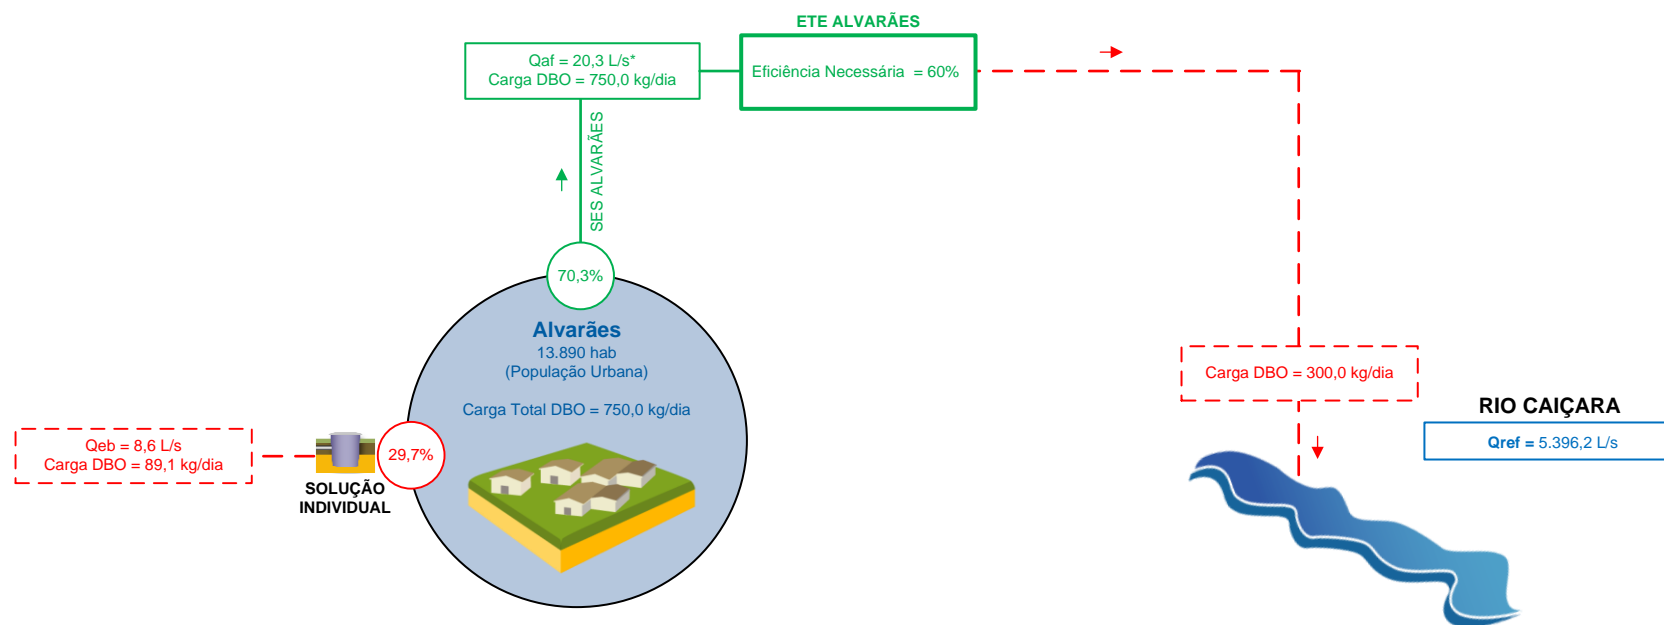 ETE ALVARÃES
Qaf = 20,3 L/s*
Carga DBO = 750,0 kg/dia
Eficiência Necessária = 60%
SES ALVARÃES
70,3%
Alvarães
13.890 hab
(População Urbana)
Carga Total DBO = 750,0 kg/dia
Carga DBO = 300,0 kg/dia
RIO CAIÇARA
Qref = 5.396,2 L/s
Qeb = 8,6 L/s
Carga DBO = 89,1 kg/dia
29,7%
SOLUÇÃO
INDIVIDUAL